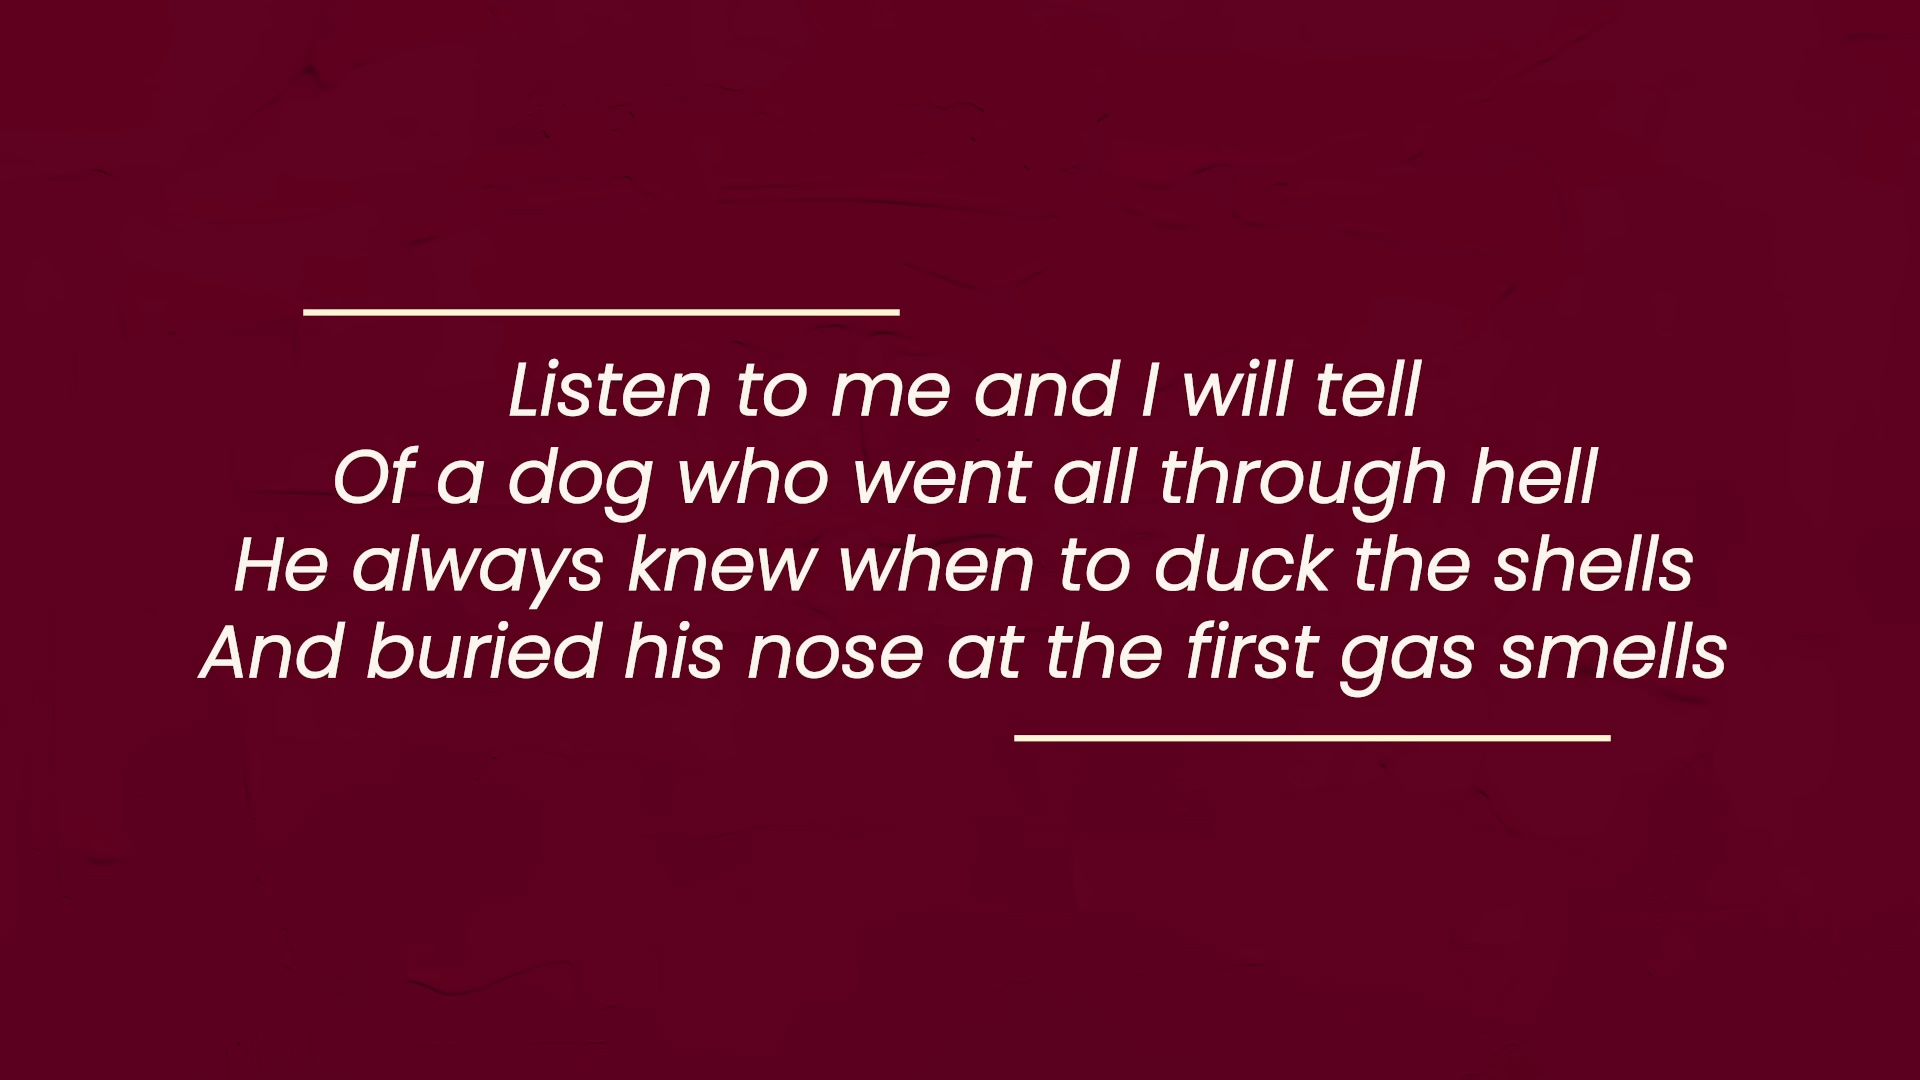 Listen to me and I will tell
Of a dog who went all through hell
He always knew when to duck the shells
And buried his nose at the first gas smells